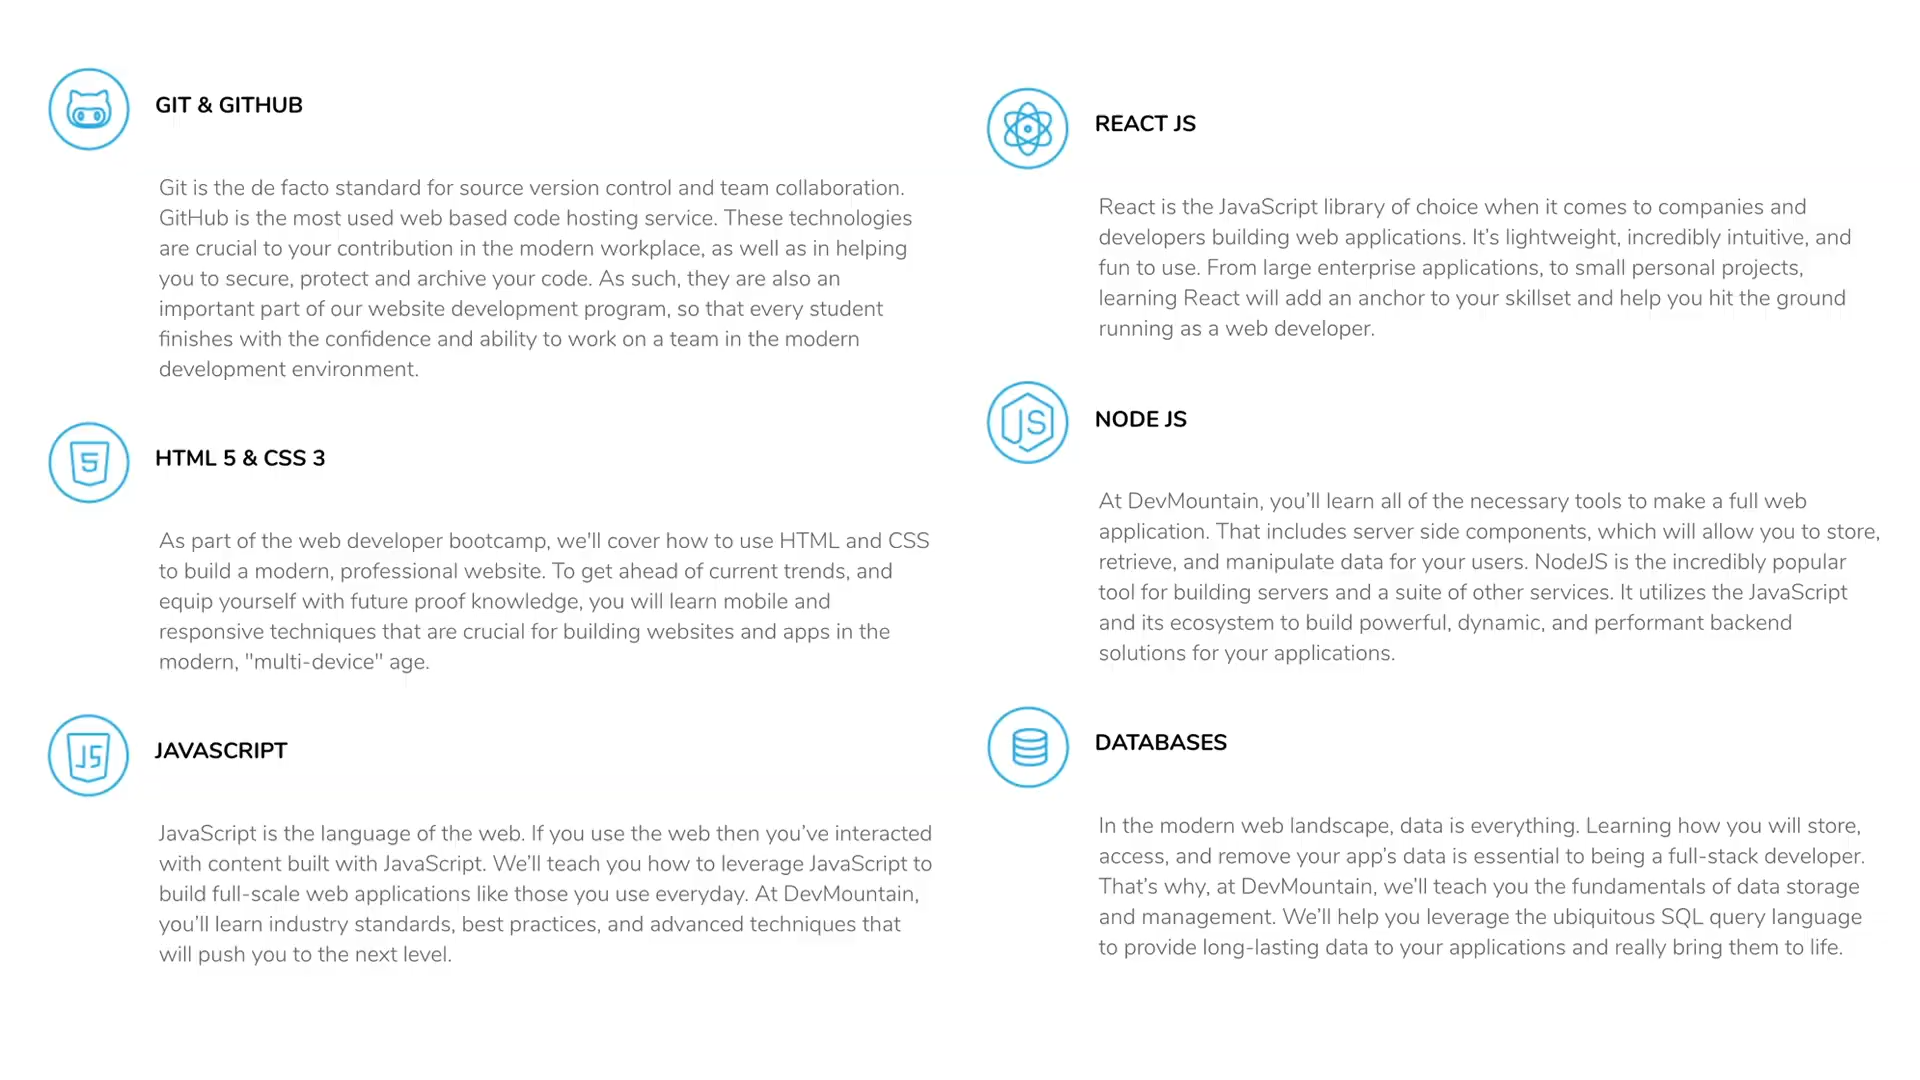 GIT & GITHUB
Git is the de facto standard for source version control and team collaboration.
GitHub is the most used web based code hosting service. These technologies
are crucial to your contribution in the modern workplace, as well as in helping
you to secure, protect and archive your code. As such, they are also an
important part of our website development program, so that every student
finishes with the confidence and ability to work on a team in the modern
development environment.
5
HTML 5 & CSS 3
As part of the web developer bootcamp, we'll cover how to use HTML and CSS
to build a modern, professional website. To get ahead of current trends, and
equip yourself with future proof knowledge, you will learn mobile and
responsive techniques that are crucial for building websites and apps in the
modern, "multi-device" age.
JS
JAVASCRIPT
JavaScript is the language of the web. If you use the web then you’ve interacted
with content built with JavaScript. We’ll teach you how to leverage JavaScript to
build full-scale web applications like those you use everyday. At DevMountain,
you’ll learn industry standards, best practices, and advanced techniques that
will push you to the next level.
REACT JS
React is the JavaScript library of choice when it comes to companies and
developers building web applications. It’s lightweight, incredibly intuitive, and
fun to use. From large enterprise applications, to small personal projects,
learning React will add an anchor to your skillset and help you hit the ground
running as a web developer.
JS
NODE JS
At DevMountain, you’ll learn all of the necessary tools to make a full web
application. That includes server side components, which will allow you to store,
retrieve, and manipulate data for your users. NodeJS is the incredibly popular
tool for building servers and a suite of other services. It utilizes the JavaScript
and its ecosystem to build powerful, dynamic, and performant backend
solutions for your applications.
DATABASES
In the modern web landscape, data is everything. Learning how you will store,
access, and remove your app’s data is essential to being a full-stack developer.
That’s why, at DevMountain, we’ll teach you the fundamentals of data storage
and management. We’ll help you leverage the ubiquitous SQL query language
to provide long-lasting data to your applications and really bring them to life.